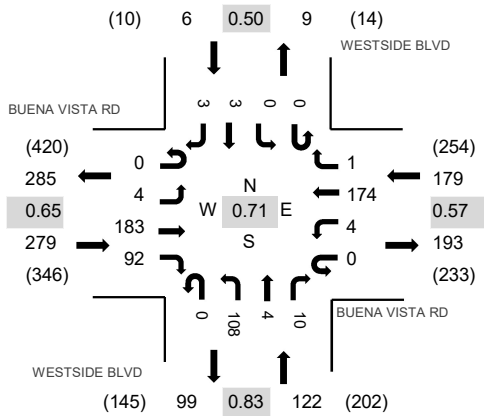 (10) 6 0.50 9 (14)
WESTSIDE BLVD
BUENA VISTA RD
3 3 0 0
(420) (254)
0 1
285 179
4 N 174
0.65 W 0.71 E 0.57
183 S 4
279 193
92 0
(346) (233)
0 108 4 10
BUENA VISTA RD
WESTSIDE BLVD
(145) 99 0.83 122 (202)